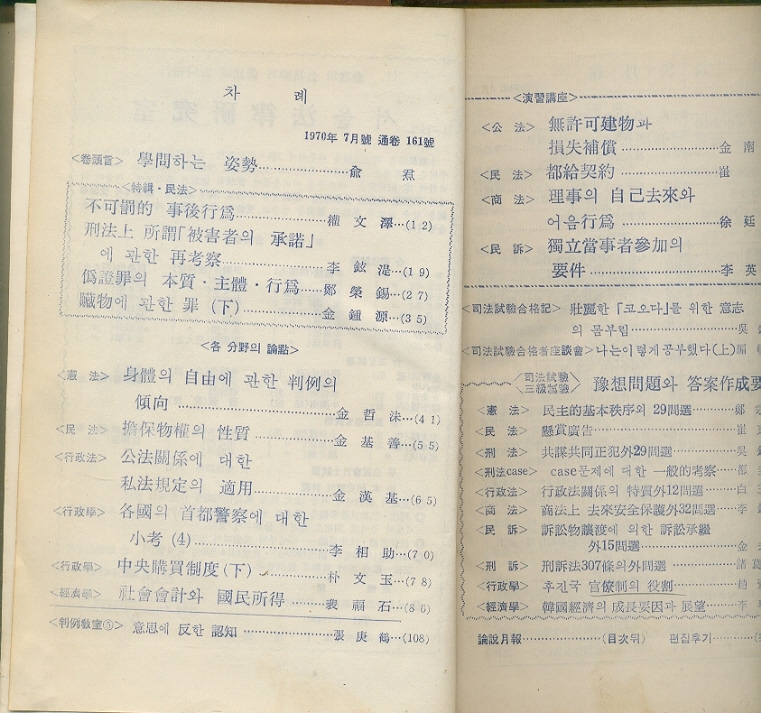 차 례
1970年 7月號 通卷 161號
<卷頭言> 學問하는 姿勢……………………兪 焄
<特輯·民法>
不可罰的 事後行爲……………………權 文 澤…(12)
刑法上 所謂「被害者의 承諾」
에 관한 再考察……………………李 鉉 湜…(19)
僞證罪의 本質·主體·行爲……鄭 榮 錫…(27)
贓物에 관한 罪 (下)……………金 鍾 源…(35)
<各 分野의 論點>
<憲 法> 身體의 自由에 관한 判例의
傾向……………………金 哲 洙…(41)
<民 法> 擔保物權의 性質……………………金 基 善…(55)
<行政法> 公法關係에 대한
私法規定의 適用……………………金 漢 基…(65)
<行政學> 各國의 首都警察에 대한
小考 (4)……………………李 相 助…(70)
<行政學> 中央購買制度(下)……………………朴 文 玉…(78)
<經濟學> 社會會計와 國民所得……………裵 福 石…(86)
<判例敎室⑤> 意思에 反한 認知……………………張 庚 鶴…(108)
<演習講座>
<公 法> 無許可建物과
損失補償……………………金 南
<民 法> 都給契約……………………崔
<商 法> 理事의 自己去來와
어음行爲……………………徐 廷
<民 訴> 獨立當事者參加의
要件……………………李 英
<司法試驗合格記> 壯麗한 「코오다」를 위한 意志
의 몸부림……………………吳
<司法試驗合格者座談會> 나는이렇게공부했다(上)
<司法試驗 三級當該> 豫想問題와 答案作成要
<憲 法> 民主的基本秩序외 29問選…………鄭
<民 法> 懸賞廣告……………………崔
<刑 法> 共謀共同正犯外29問選…………吳
<刑法case> case문제에 대한 一般的考察……
<行政法> 行政法關係의 特質外12問選……白
<商 法> 商法上 去來安全保護外32問選……李
<民 訴> 訴訟物讓渡에 의한 訴訟承繼
外15問選……………………金
<刑 訴> 刑訴法307條의外問選……………諸
<行政學> 후진국 官僚制의 役割……………趙
<經濟學> 韓國經濟의 成長要因과 展望……李
論說月報……………………(目次뒤) 편집후기…………